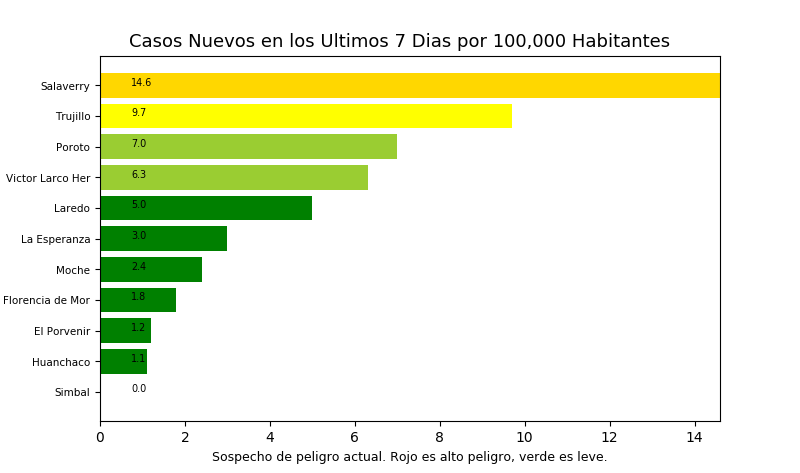 Casos Nuevos en los Ultimos 7 Dias por 100,000 Habitantes
Salaverry 14.6
Trujillo 9.7
Poroto 7.0
Victor Larco Her 6.3
Laredo 5.0
La Esperanza 3.0
Moche 2.4
Florencia de Mor 1.8
El Porvenir 1.2
Huanchaco 1.1
Simbal 0.0
0 2 4 6 8 10 12 14
Sospecho de peligro actual. Rojo es alto peligro, verde es leve.